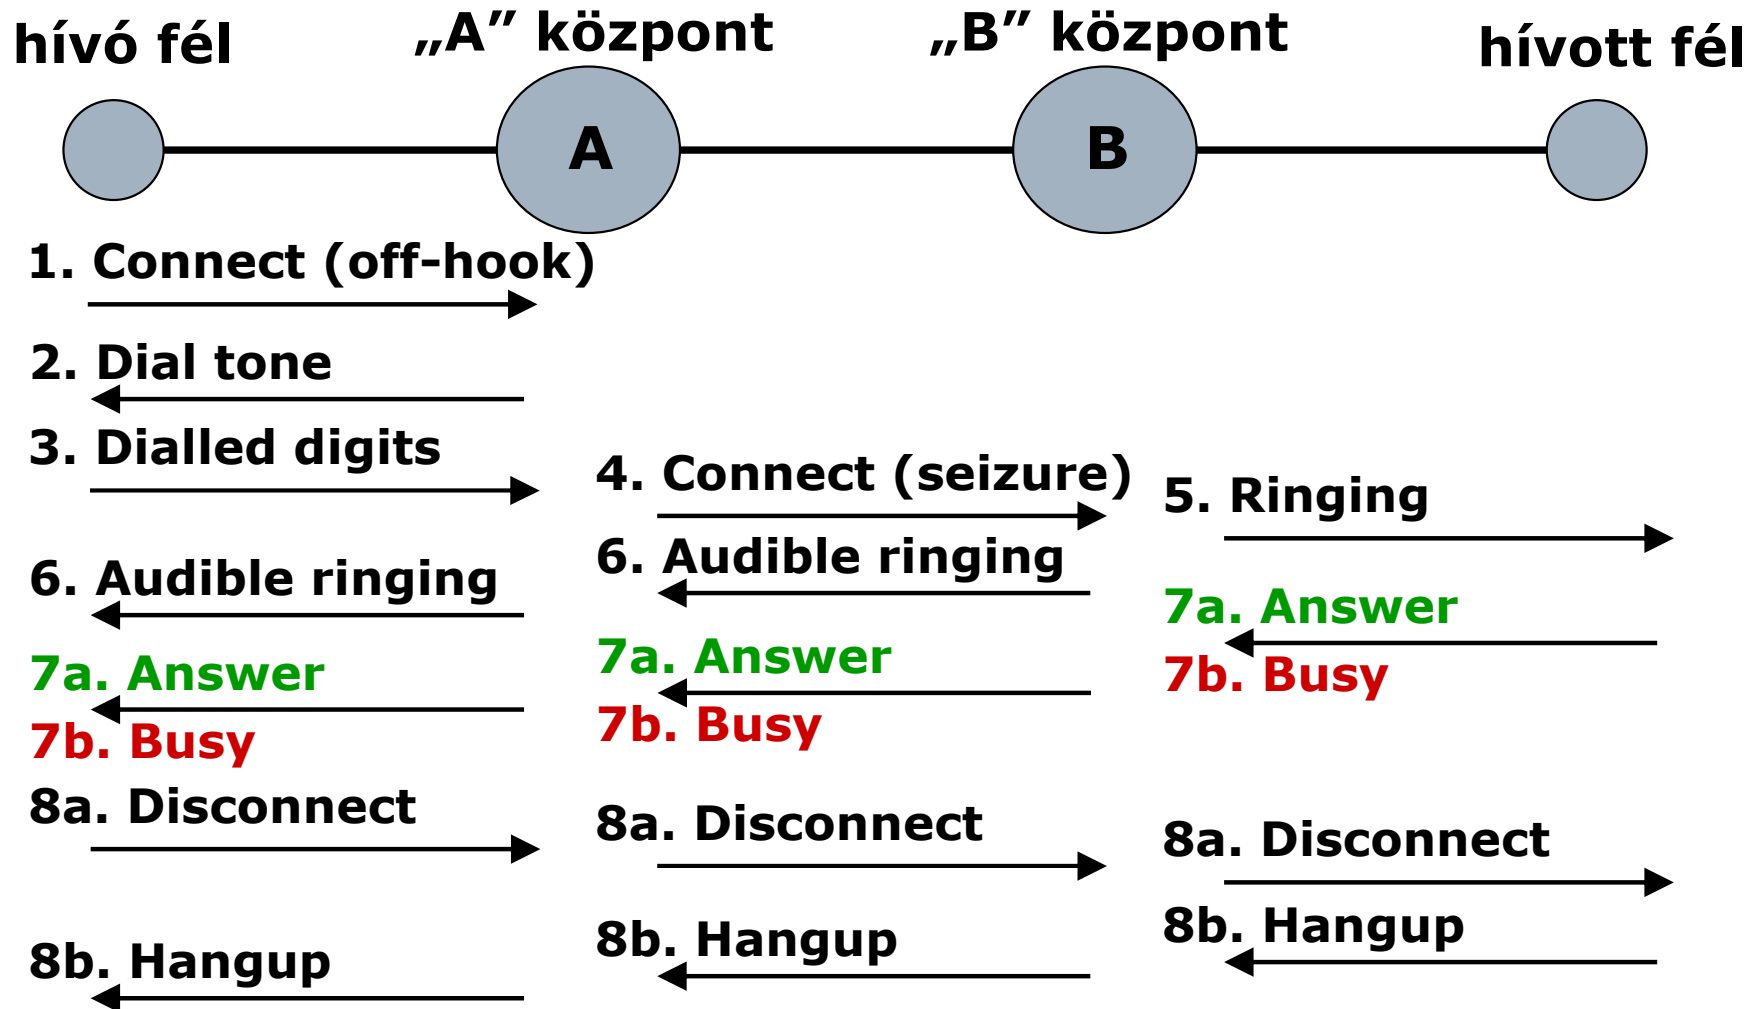 hívó fél
„A” központ
„B” központ
hívott fél
A
B
1. Connect (off-hook)
2. Dial tone
3. Dialled digits
4. Connect (seizure)
5. Ringing
6. Audible ringing
6. Audible ringing
7a. Answer
7b. Busy
7a. Answer
7b. Busy
7a. Answer
7b. Busy
8a. Disconnect
8a. Disconnect
8a. Disconnect
8b. Hangup
8b. Hangup
8b. Hangup